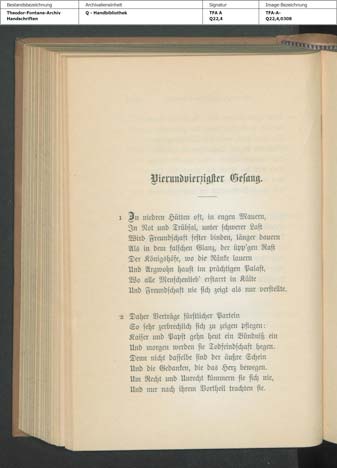 Bestandsbezeichnung Archivalieneinheit Signatur Image-Bezeichnung
Theodor-Fontane-Archiv Q - Handbibliothek TFA A TFA-A-
Handschriften Q22,4 Q22,4,0308
Vierundvierzigster Gesang.
1 In niedren Hütten oft, in engen Mauern,
In Not und Trübsal, unter schwerer Last
Wird Freundschaft fester binden, länger dauern
Als in dem falschen Glanz, der üpp'gen Rast
Der Königshöfe, wo die Ränke lauern
Und Argwohn haust im prächtigen Palast,
Wo alle Menschenlieb' erstarrt in Kälte
Und Freundschaft nie sich zeigt als nur verstellte.
2 Daher Verträge fürstlicher Partein
So sehr zerbrechlich sich zu zeigen pflegen:
Kaiser und Papst gehn heut ein Bündniß ein
Und morgen werden sie Todfeindschaft hegen.
Denn nicht dasselbe sind der äußre Schein
Und die Gedanken, die das Herz bewegen.
Um Recht und Unrecht kümmern sie sich nie,
Und nur nach ihrem Vortheil trachten sie.